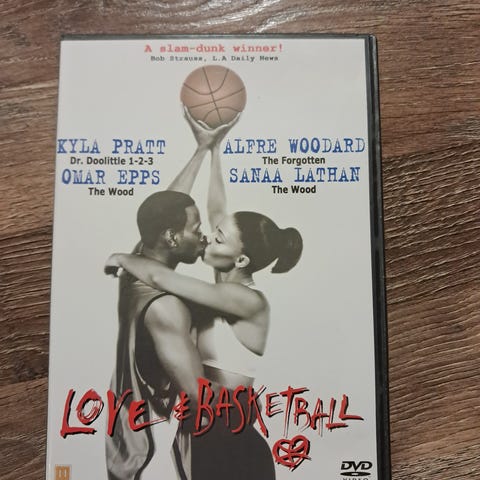 A slam-dunk winner!
Bob Strauss, L.A Daily News
KYLA PRATT
Dr. Doolittle 1-2-3
OMAR EPPS
The Wood
ALFRE WOODARD
The Forgotten
SANAA LATHAN
The Wood
LOVE & BASKETBALL
DVD
VIDEO